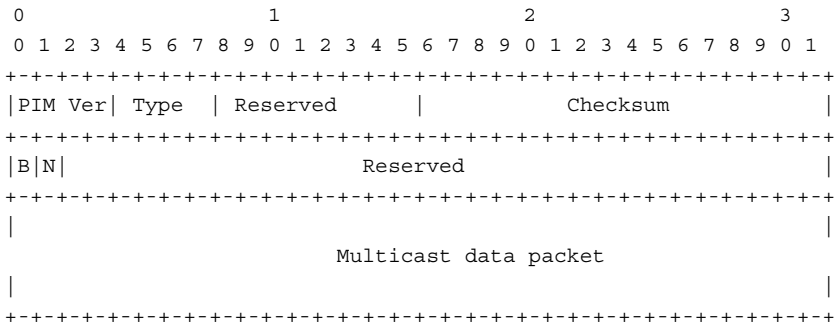 0                   1                   2                   3
 0 1 2 3 4 5 6 7 8 9 0 1 2 3 4 5 6 7 8 9 0 1 2 3 4 5 6 7 8 9 0 1
+-+-+-+-+-+-+-+-+-+-+-+-+-+-+-+-+-+-+-+-+-+-+-+-+-+-+-+-+-+-+-+-+
|PIM Ver| Type  | Reserved      |           Checksum            |
+-+-+-+-+-+-+-+-+-+-+-+-+-+-+-+-+-+-+-+-+-+-+-+-+-+-+-+-+-+-+-+-+
|B|N|                       Reserved                            |
+-+-+-+-+-+-+-+-+-+-+-+-+-+-+-+-+-+-+-+-+-+-+-+-+-+-+-+-+-+-+-+-+
|                                                               |
                         Multicast data packet
|                                                               |
+-+-+-+-+-+-+-+-+-+-+-+-+-+-+-+-+-+-+-+-+-+-+-+-+-+-+-+-+-+-+-+-+